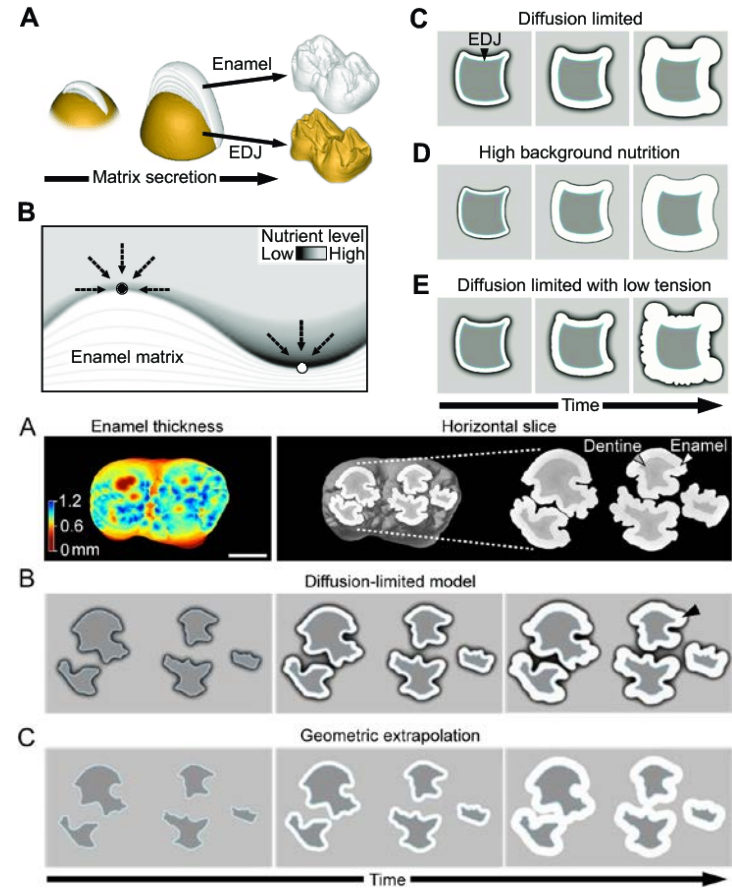 A
Enamel
EDJ
Matrix secretion
B
Nutrient level
Low High
Enamel matrix
C
Diffusion limited
EDJ
D
High background nutrition
E
Diffusion limited with low tension
Time
A
Enamel thickness
1.2
0.6
0 mm
Horizontal slice
Dentine Enamel
B
Diffusion-limited model
C
Geometric extrapolation
Time